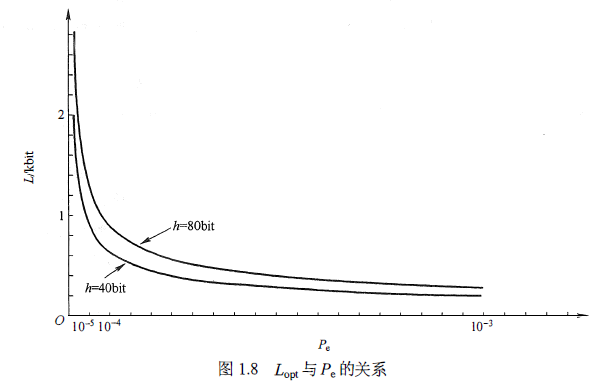 2
L/kbit
1
h=80bit
h=40bit
O 10⁻⁵ 10⁻⁴ 10⁻³
Pe
图 1.8 Lopt 与 Pe 的关系